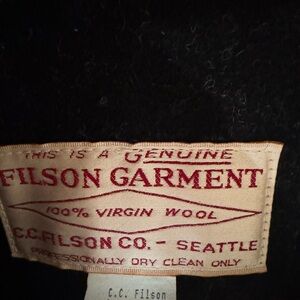 THIS IS A GENUINE
FILSON GARMENT
100% VIRGIN WOOL
C.C. FILSON CO. - SEATTLE
PROFESSIONALLY DRY CLEAN ONLY
C.C. Filson